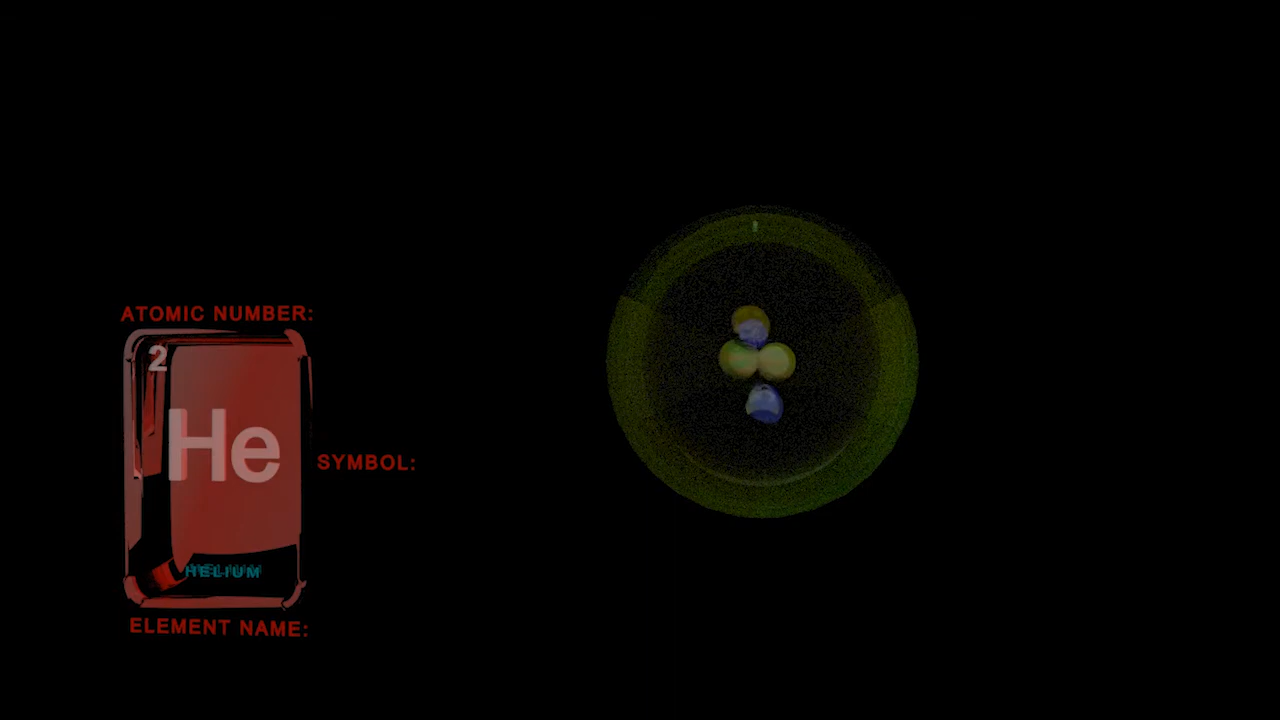 ATOMIC NUMBER:
2
He
SYMBOL:
HELIUM
ELEMENT NAME: